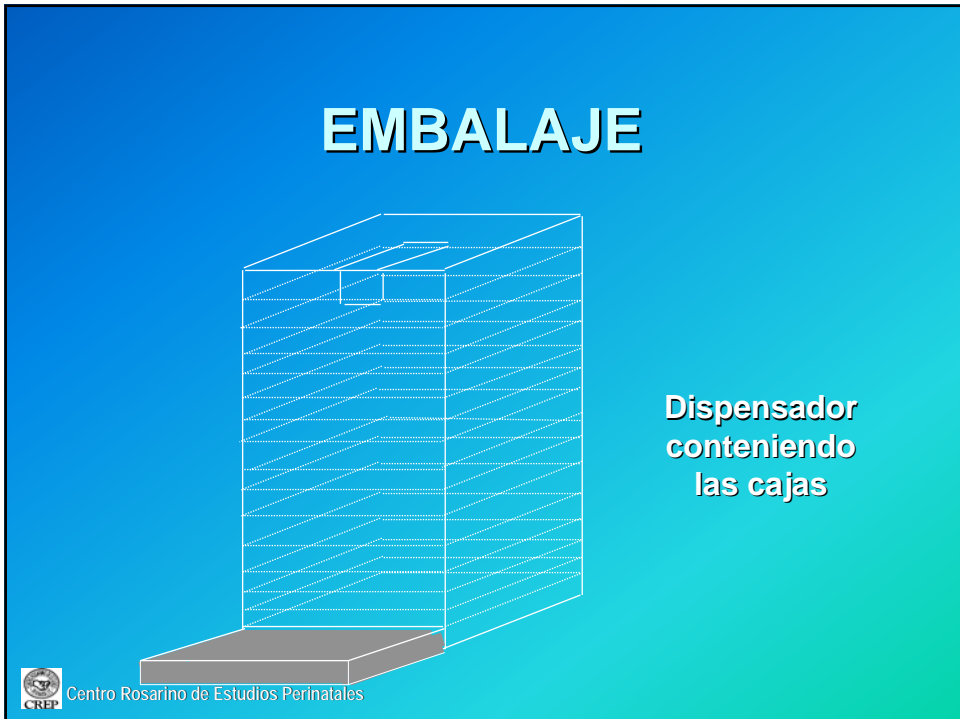 EMBALAJE
Dispensador
conteniendo
las cajas
CREP
Centro Rosarino de Estudios Perinatales